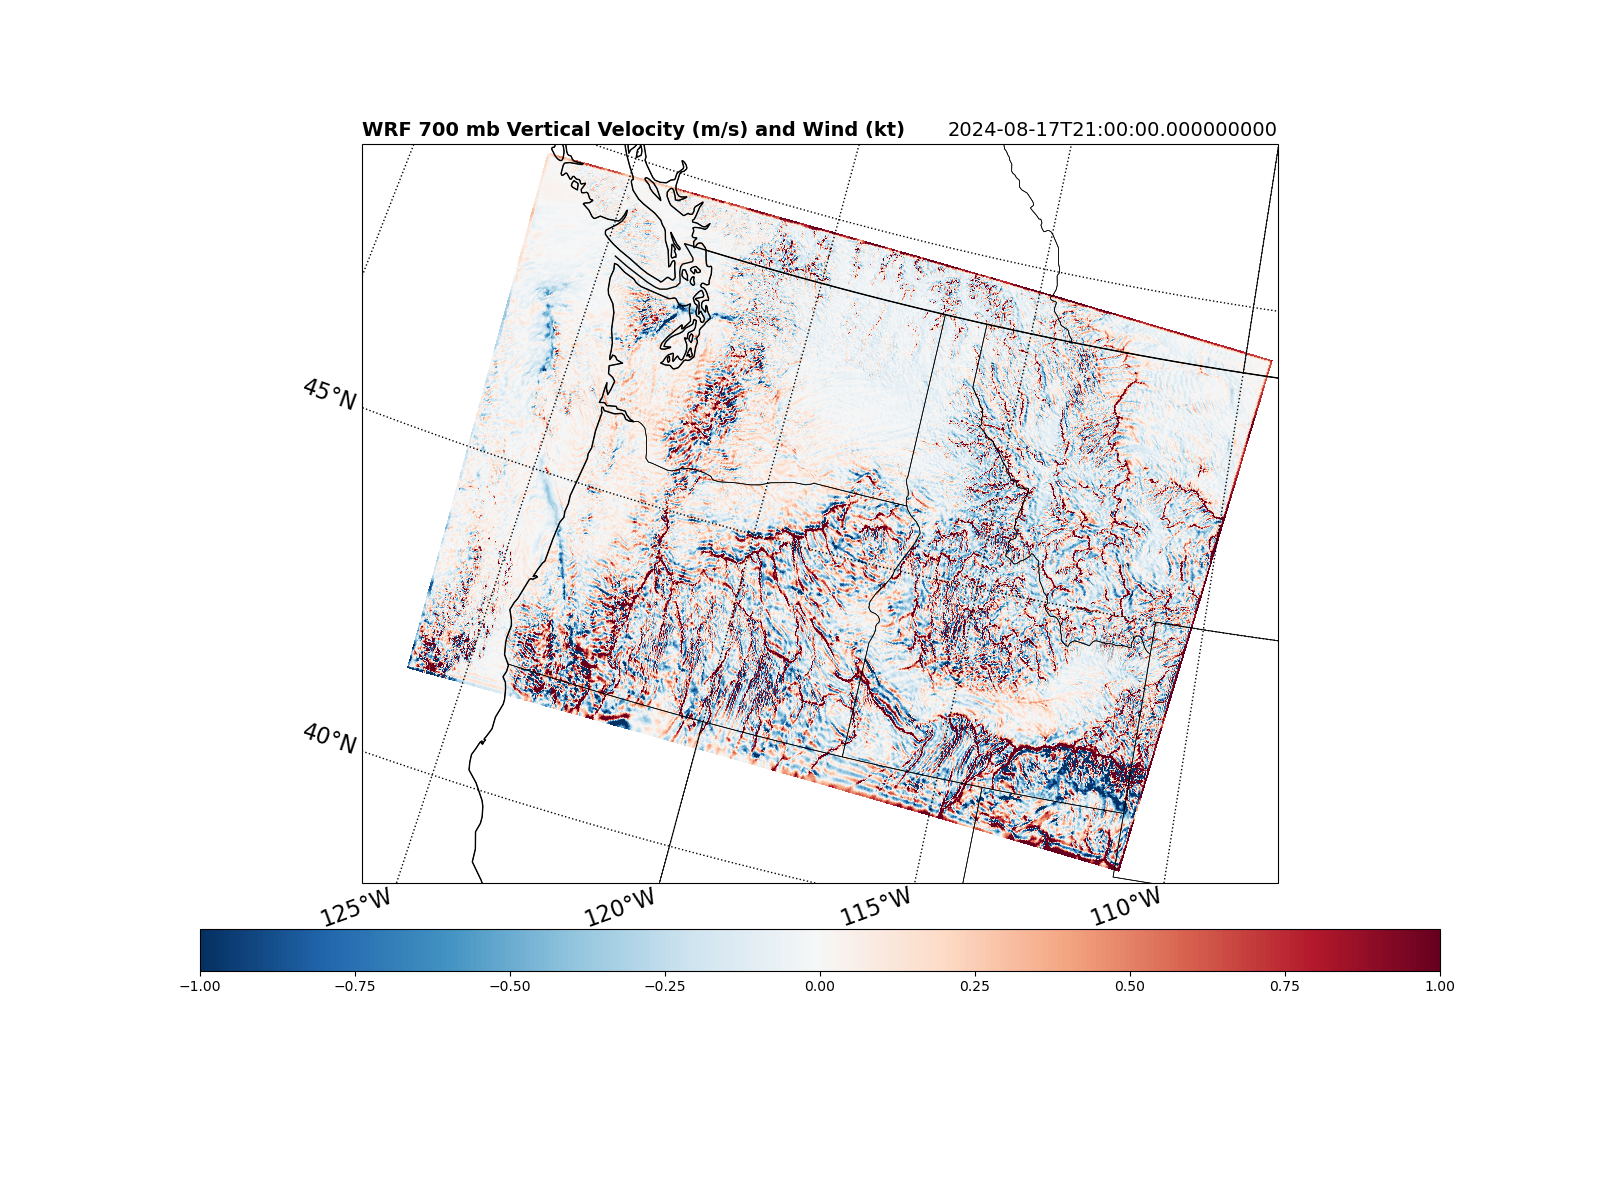 WRF 700 mb Vertical Velocity (m/s) and Wind (kt) 2024-08-17T21:00:00.000000000
45°N
40°N
125°W 120°W 115°W 110°W
−1.00 −0.75 −0.50 −0.25 0.00 0.25 0.50 0.75 1.00